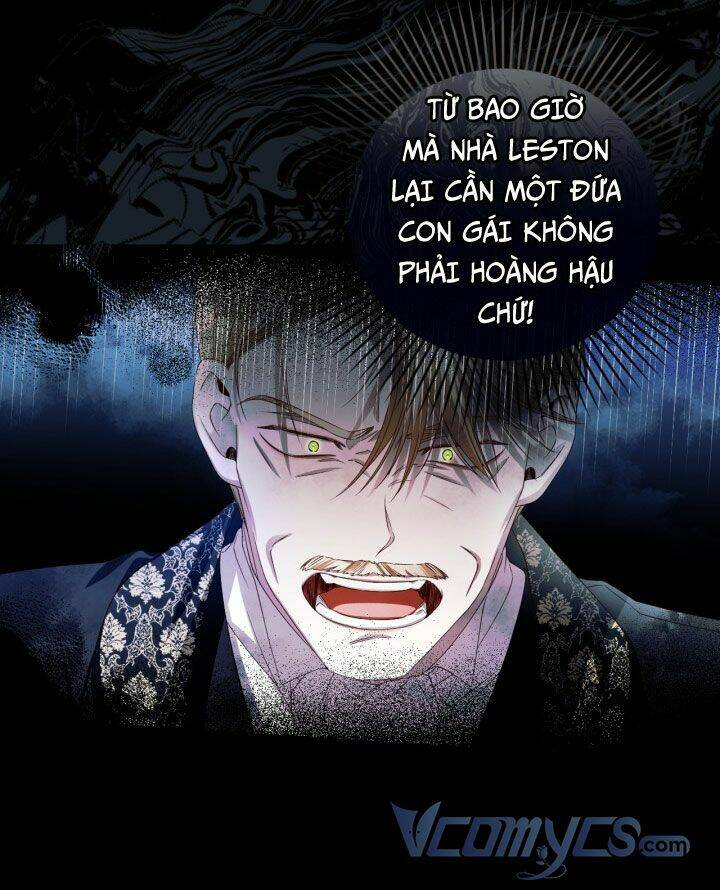 TỪ BAO GIỜ
MÀ NHÀ LESTON
LẠI CẦN MỘT ĐỨA
CON GÁI KHÔNG
PHẢI HOÀNG HẬU
CHỨ!
VCOMYCS.com